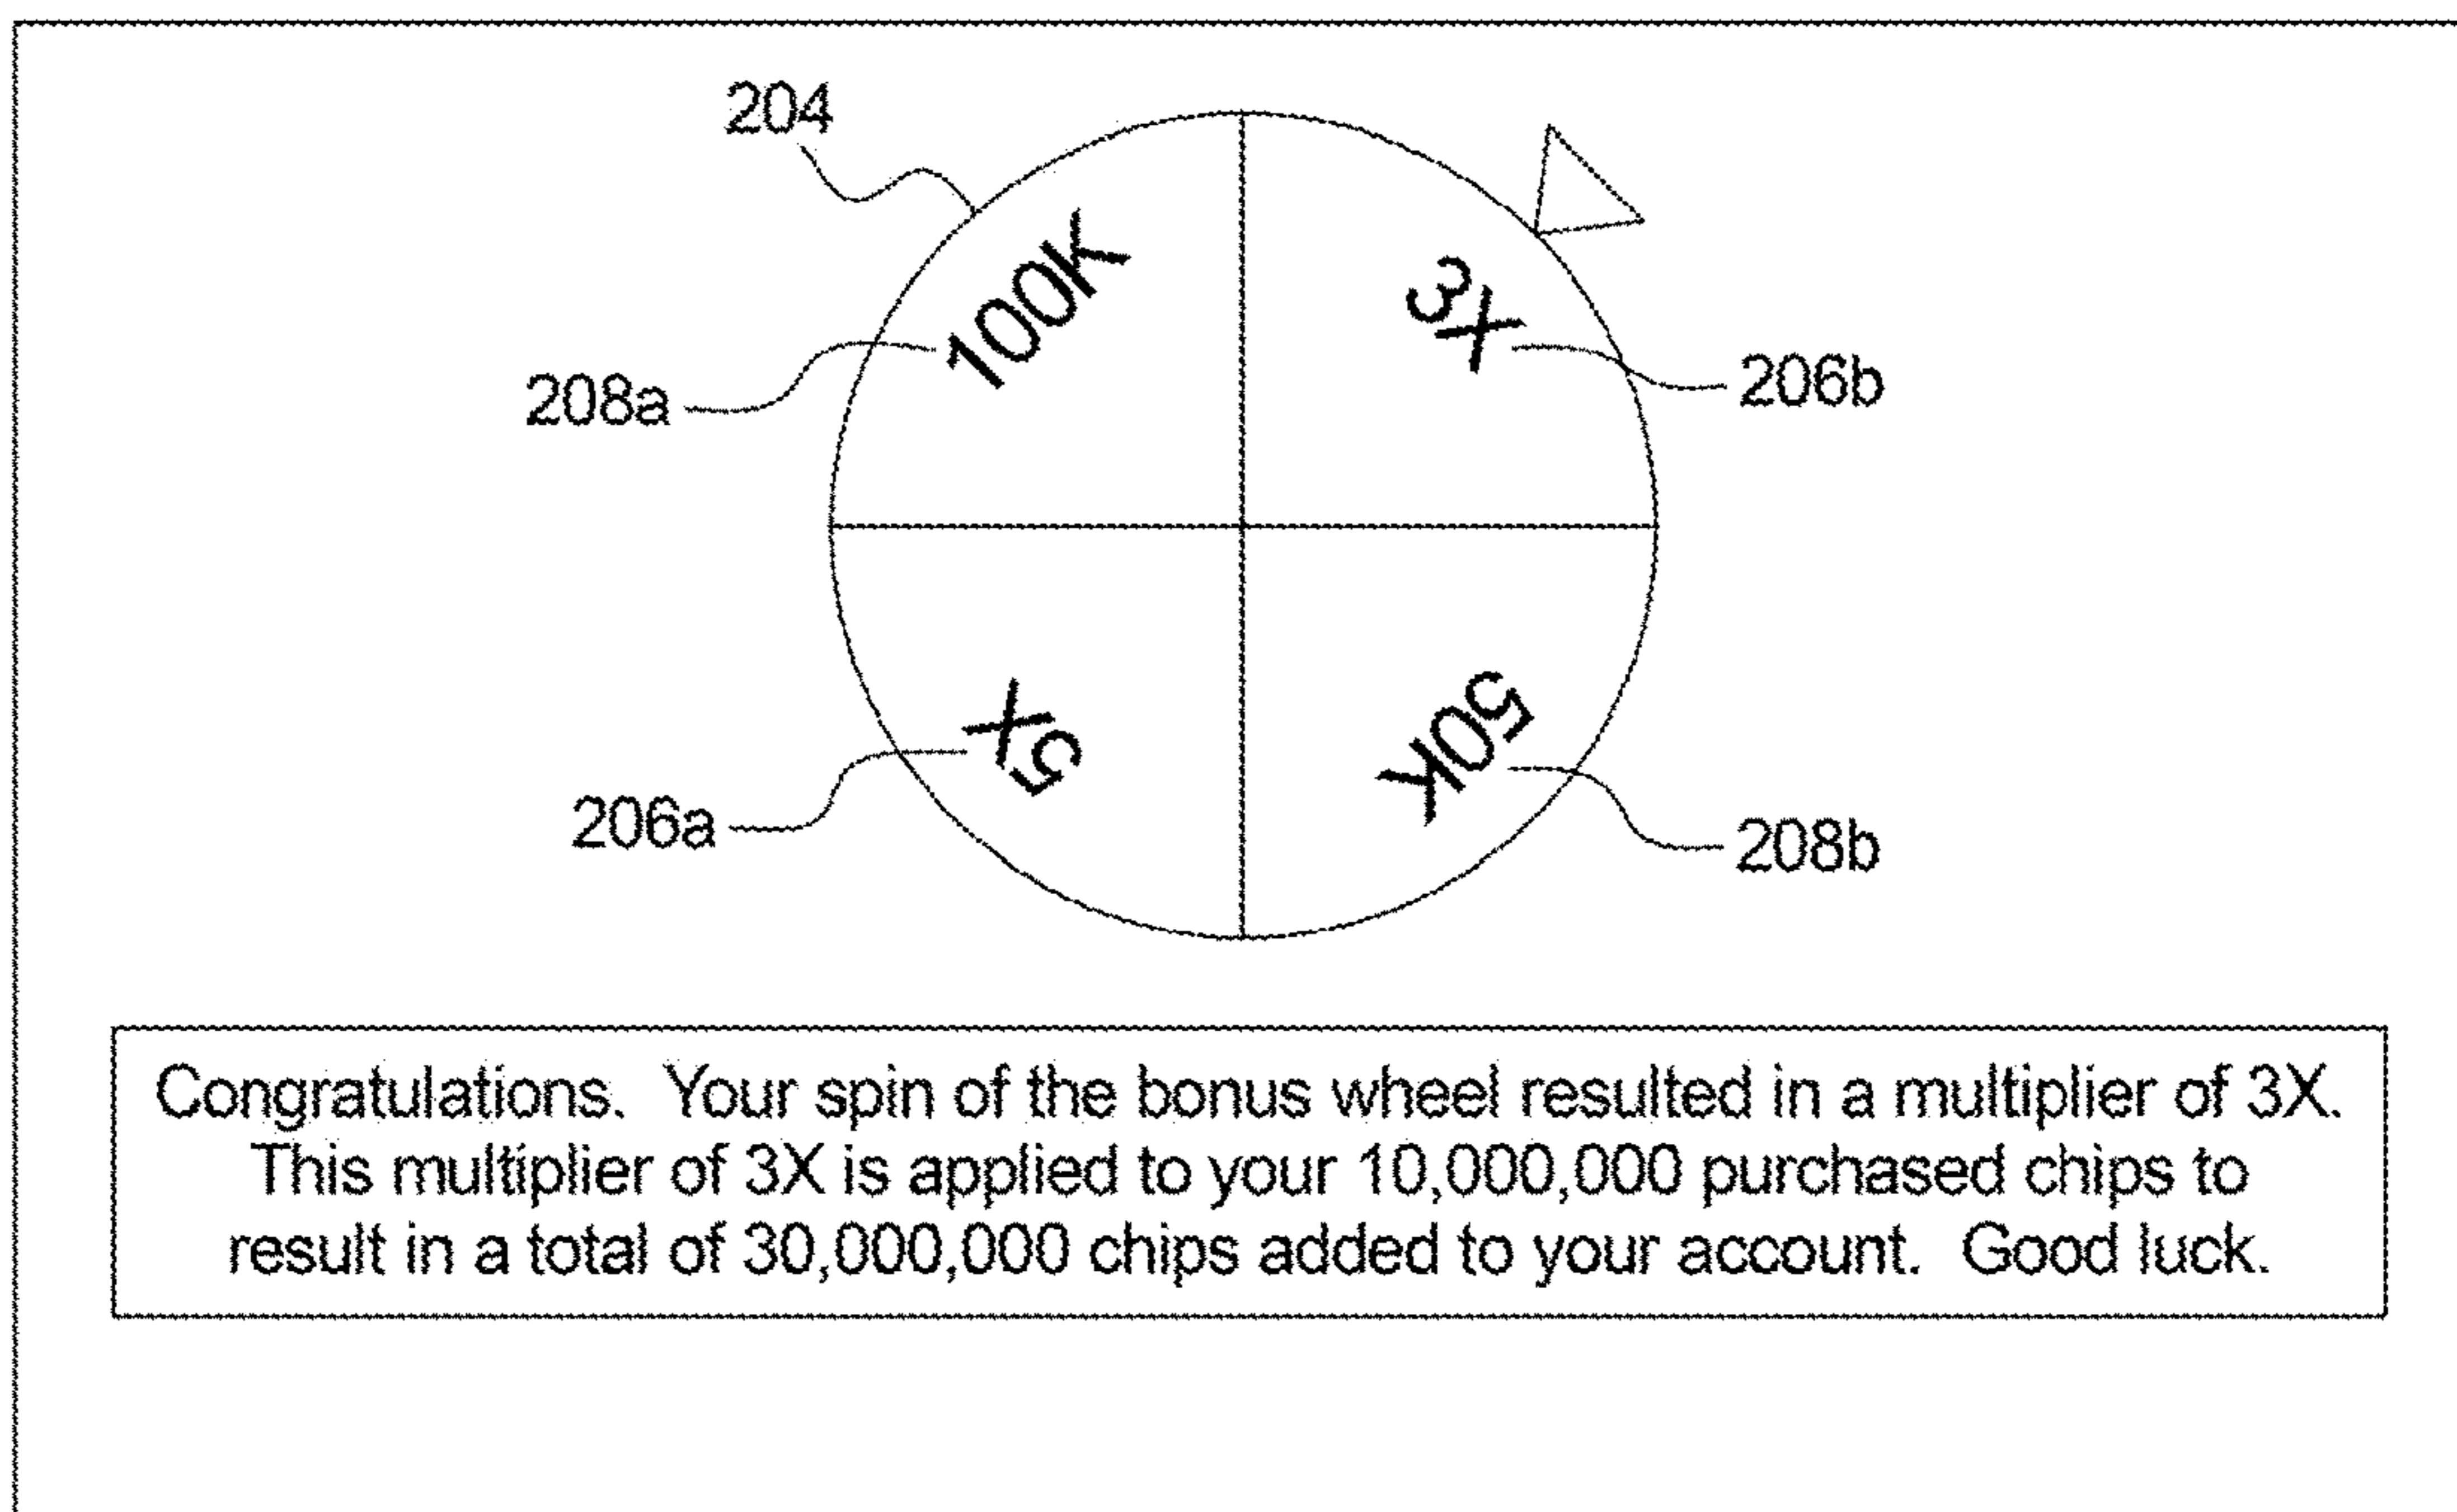 204
100K
3X
208a
206b
5X
50K
206a
208b
Congratulations. Your spin of the bonus wheel resulted in a multiplier of 3X.
This multiplier of 3X is applied to your 10,000,000 purchased chips to
result in a total of 30,000,000 chips added to your account. Good luck.